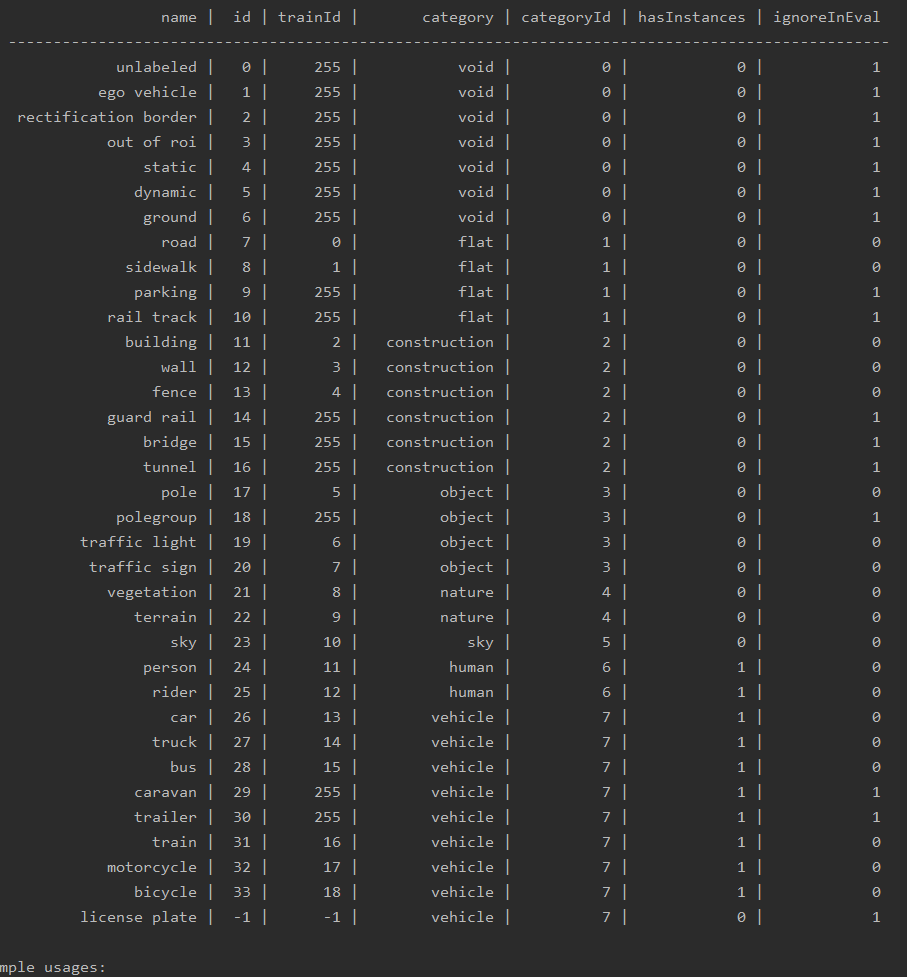 name | id | trainId | category | categoryId | hasInstances | ignoreInEval
--------------------------------------------------------------------------------------------------
unlabeled | 0 | 255 | void | 0 | 0 | 1
ego vehicle | 1 | 255 | void | 0 | 0 | 1
rectification border | 2 | 255 | void | 0 | 0 | 1
out of roi | 3 | 255 | void | 0 | 0 | 1
static | 4 | 255 | void | 0 | 0 | 1
dynamic | 5 | 255 | void | 0 | 0 | 1
ground | 6 | 255 | void | 0 | 0 | 1
road | 7 | 0 | flat | 1 | 0 | 0
sidewalk | 8 | 1 | flat | 1 | 0 | 0
parking | 9 | 255 | flat | 1 | 0 | 1
rail track | 10 | 255 | flat | 1 | 0 | 1
building | 11 | 2 | construction | 2 | 0 | 0
wall | 12 | 3 | construction | 2 | 0 | 0
fence | 13 | 4 | construction | 2 | 0 | 0
guard rail | 14 | 255 | construction | 2 | 0 | 1
bridge | 15 | 255 | construction | 2 | 0 | 1
tunnel | 16 | 255 | construction | 2 | 0 | 1
pole | 17 | 5 | object | 3 | 0 | 0
polegroup | 18 | 255 | object | 3 | 0 | 1
traffic light | 19 | 6 | object | 3 | 0 | 0
traffic sign | 20 | 7 | object | 3 | 0 | 0
vegetation | 21 | 8 | nature | 4 | 0 | 0
terrain | 22 | 9 | nature | 4 | 0 | 0
sky | 23 | 10 | sky | 5 | 0 | 0
person | 24 | 11 | human | 6 | 1 | 0
rider | 25 | 12 | human | 6 | 1 | 0
car | 26 | 13 | vehicle | 7 | 1 | 0
truck | 27 | 14 | vehicle | 7 | 1 | 0
bus | 28 | 15 | vehicle | 7 | 1 | 0
caravan | 29 | 255 | vehicle | 7 | 1 | 1
trailer | 30 | 255 | vehicle | 7 | 1 | 1
train | 31 | 16 | vehicle | 7 | 1 | 0
motorcycle | 32 | 17 | vehicle | 7 | 1 | 0
bicycle | 33 | 18 | vehicle | 7 | 1 | 0
license plate | -1 | -1 | vehicle | 7 | 0 | 1
mple usages: